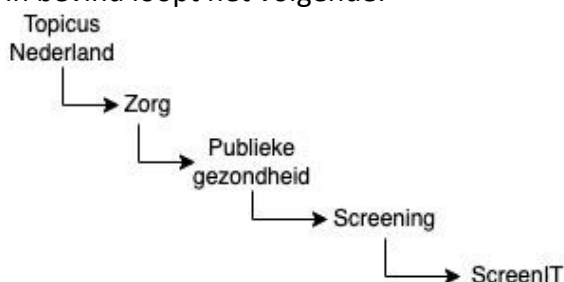 Topicus
Nederland
Zorg
Publieke
gezondheid
Screening
ScreenIT